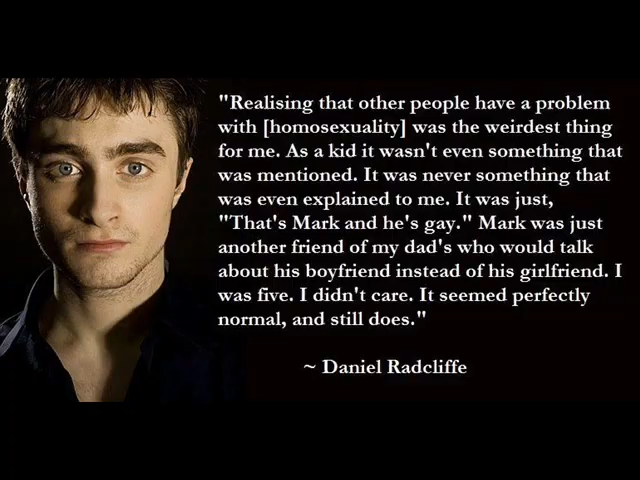 "Realising that other people have a problem
with [homosexuality] was the weirdest thing
for me. As a kid it wasn't even something that
was mentioned. It was never something that
was even explained to me. It was just,
"That's Mark and he's gay." Mark was just
another friend of my dad's who would talk
about his boyfriend instead of his girlfriend. I
was five. I didn't care. It seemed perfectly
normal, and still does."
~ Daniel Radcliffe